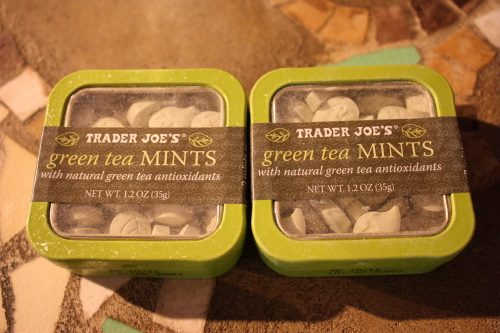 TRADER JOE'S®
green tea MINTS
with natural green tea antioxidants
NET WT. 1.2 OZ (35g)
TRADER JOE'S®
green tea MINTS
with natural green tea antioxidants
NET WT. 1.2 OZ (35g)